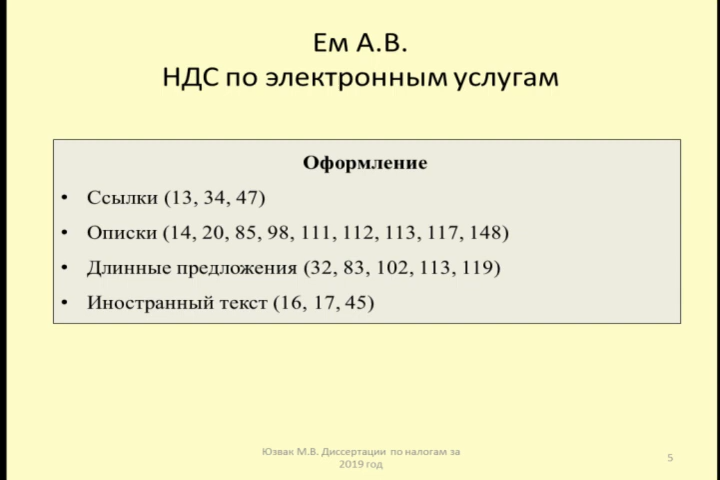 Ем А.В.
НДС по электронным услугам
Оформление
• Ссылки (13, 34, 47)
• Описки (14, 20, 85, 98, 111, 112, 113, 117, 148)
• Длинные предложения (32, 83, 102, 113, 119)
• Иностранный текст (16, 17, 45)
Юзвак М.В. Диссертации по налогам за
2019 год
5